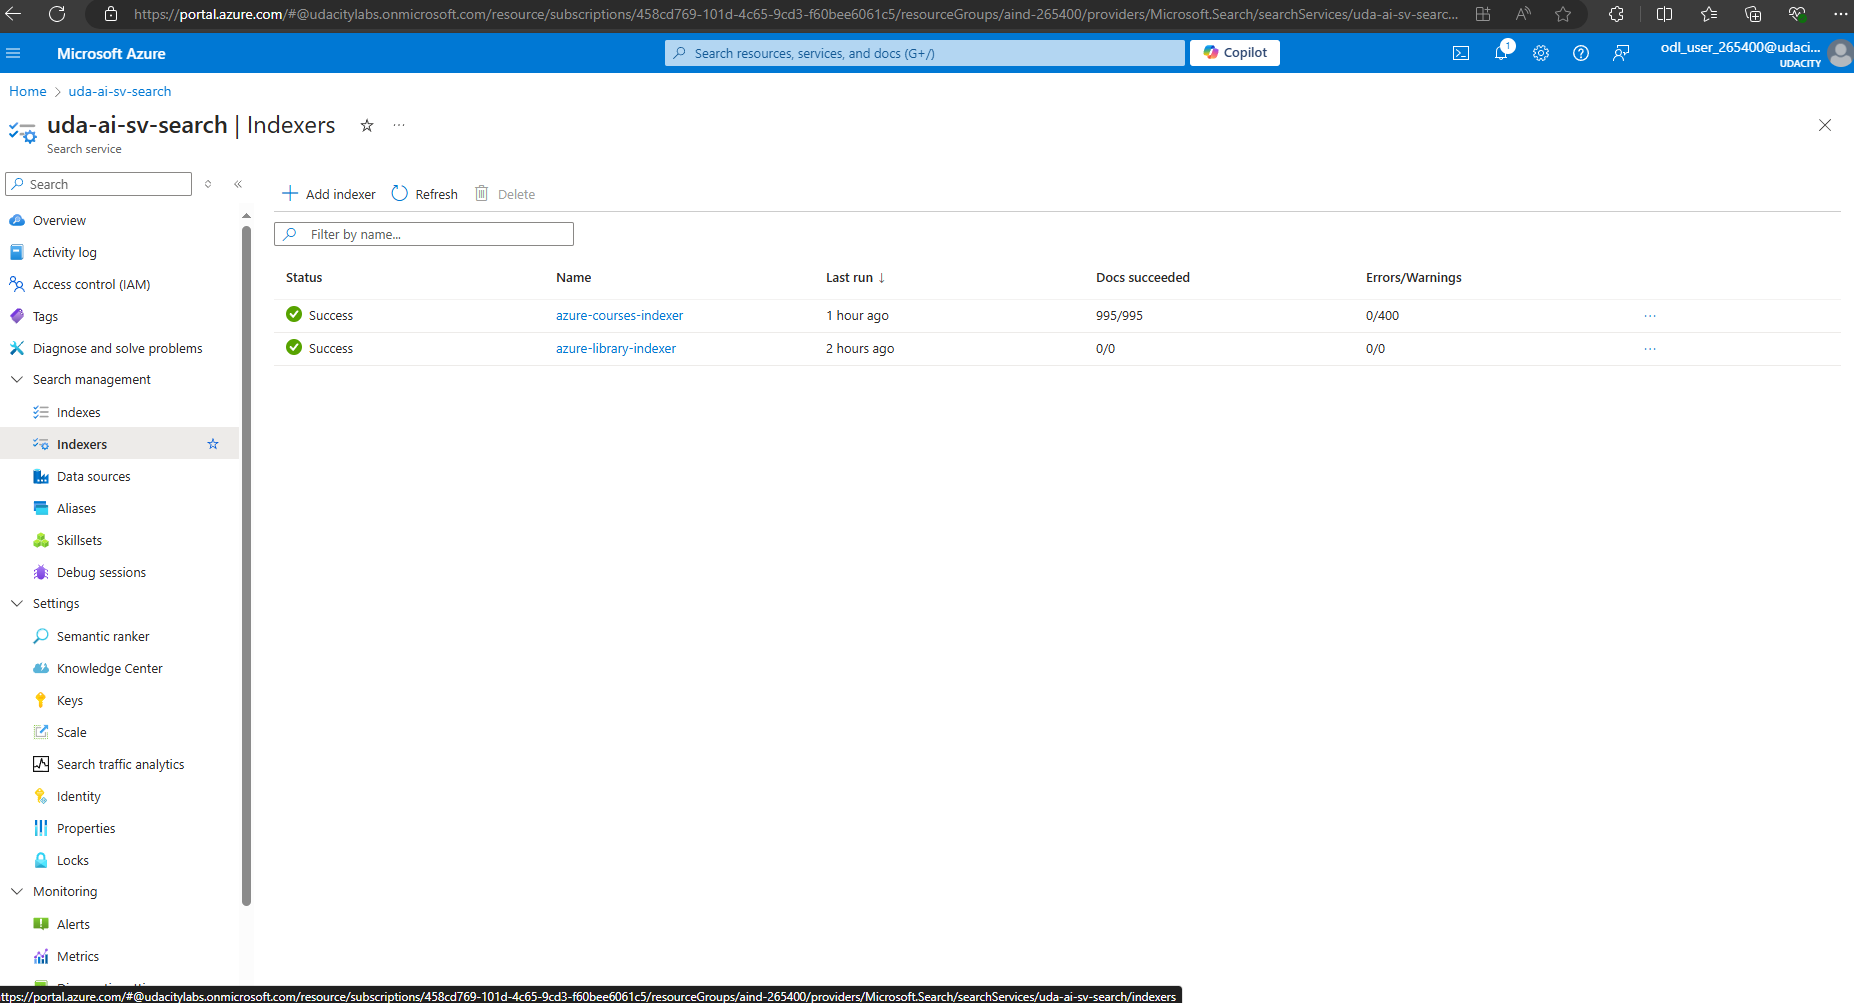 https://portal.azure.com/#@udacitylabs.onmicrosoft.com/resource/subscriptions/458cd769-101d-4c65-9cd3-f60bee6061c5/resourceGroups/aind-265400/providers/Microsoft.Search/searchServices/uda-ai-sv-searc...
Microsoft Azure
Search resources, services, and docs (G+/)
Copilot
1
odl_user_265400@udaci...
UDACITY
Home > uda-ai-sv-search
uda-ai-sv-search | Indexers
Search service
Search
Add indexer
Refresh
Delete
Filter by name...
Overview
Activity log
Access control (IAM)
Tags
Diagnose and solve problems
Search management
Indexes
Indexers
Data sources
Aliases
Skillsets
Debug sessions
Settings
Semantic ranker
Knowledge Center
Keys
Scale
Search traffic analytics
Identity
Properties
Locks
Monitoring
Alerts
Metrics
Status Name Last run ↓ Docs succeeded Errors/Warnings
Success azure-courses-indexer 1 hour ago 995/995 0/400 ...
Success azure-library-indexer 2 hours ago 0/0 0/0 ...
ttps://portal.azure.com/#@udacitylabs.onmicrosoft.com/resource/subscriptions/458cd769-101d-4c65-9cd3-f60bee6061c5/resourceGroups/aind-265400/providers/Microsoft.Search/searchServices/uda-ai-sv-search/indexers